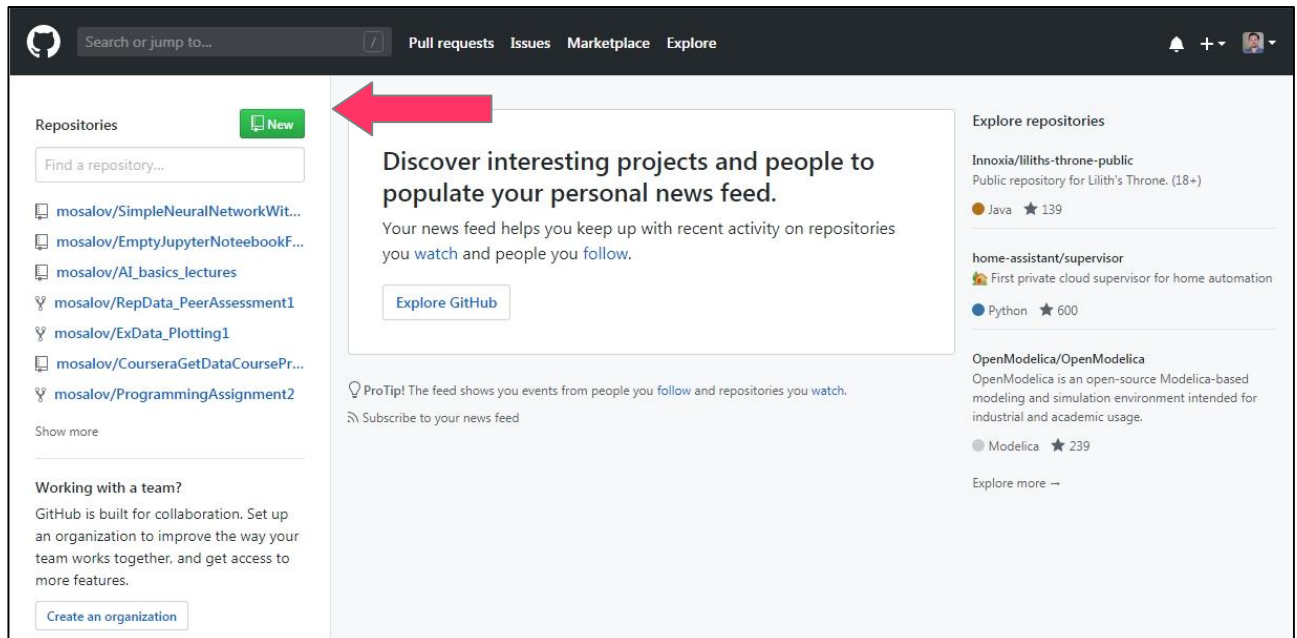 Search or jump to...
/
Pull requests Issues Marketplace Explore
Repositories
New
Find a repository...
mosalov/SimpleNeuralNetworkWit...
mosalov/EmptyJupyterNoteebookF...
mosalov/AI_basics_lectures
mosalov/RepData_PeerAssessment1
mosalov/ExData_Plotting1
mosalov/CourseraGetDataCoursePr...
mosalov/ProgrammingAssignment2
Show more
Working with a team?
GitHub is built for collaboration. Set up
an organization to improve the way your
team works together, and get access to
more features.
Create an organization
Discover interesting projects and people to
populate your personal news feed.
Your news feed helps you keep up with recent activity on repositories
you watch and people you follow.
Explore GitHub
ProTip! The feed shows you events from people you follow and repositories you watch.
Subscribe to your news feed
Explore repositories
Innoxia/liliths-throne-public
Public repository for Lilith's Throne. (18+)
Java ★ 139
home-assistant/supervisor
🏡 First private cloud supervisor for home automation
Python ★ 600
OpenModelica/OpenModelica
OpenModelica is an open-source Modelica-based
modeling and simulation environment intended for
industrial and academic usage.
Modelica ★ 239
Explore more →